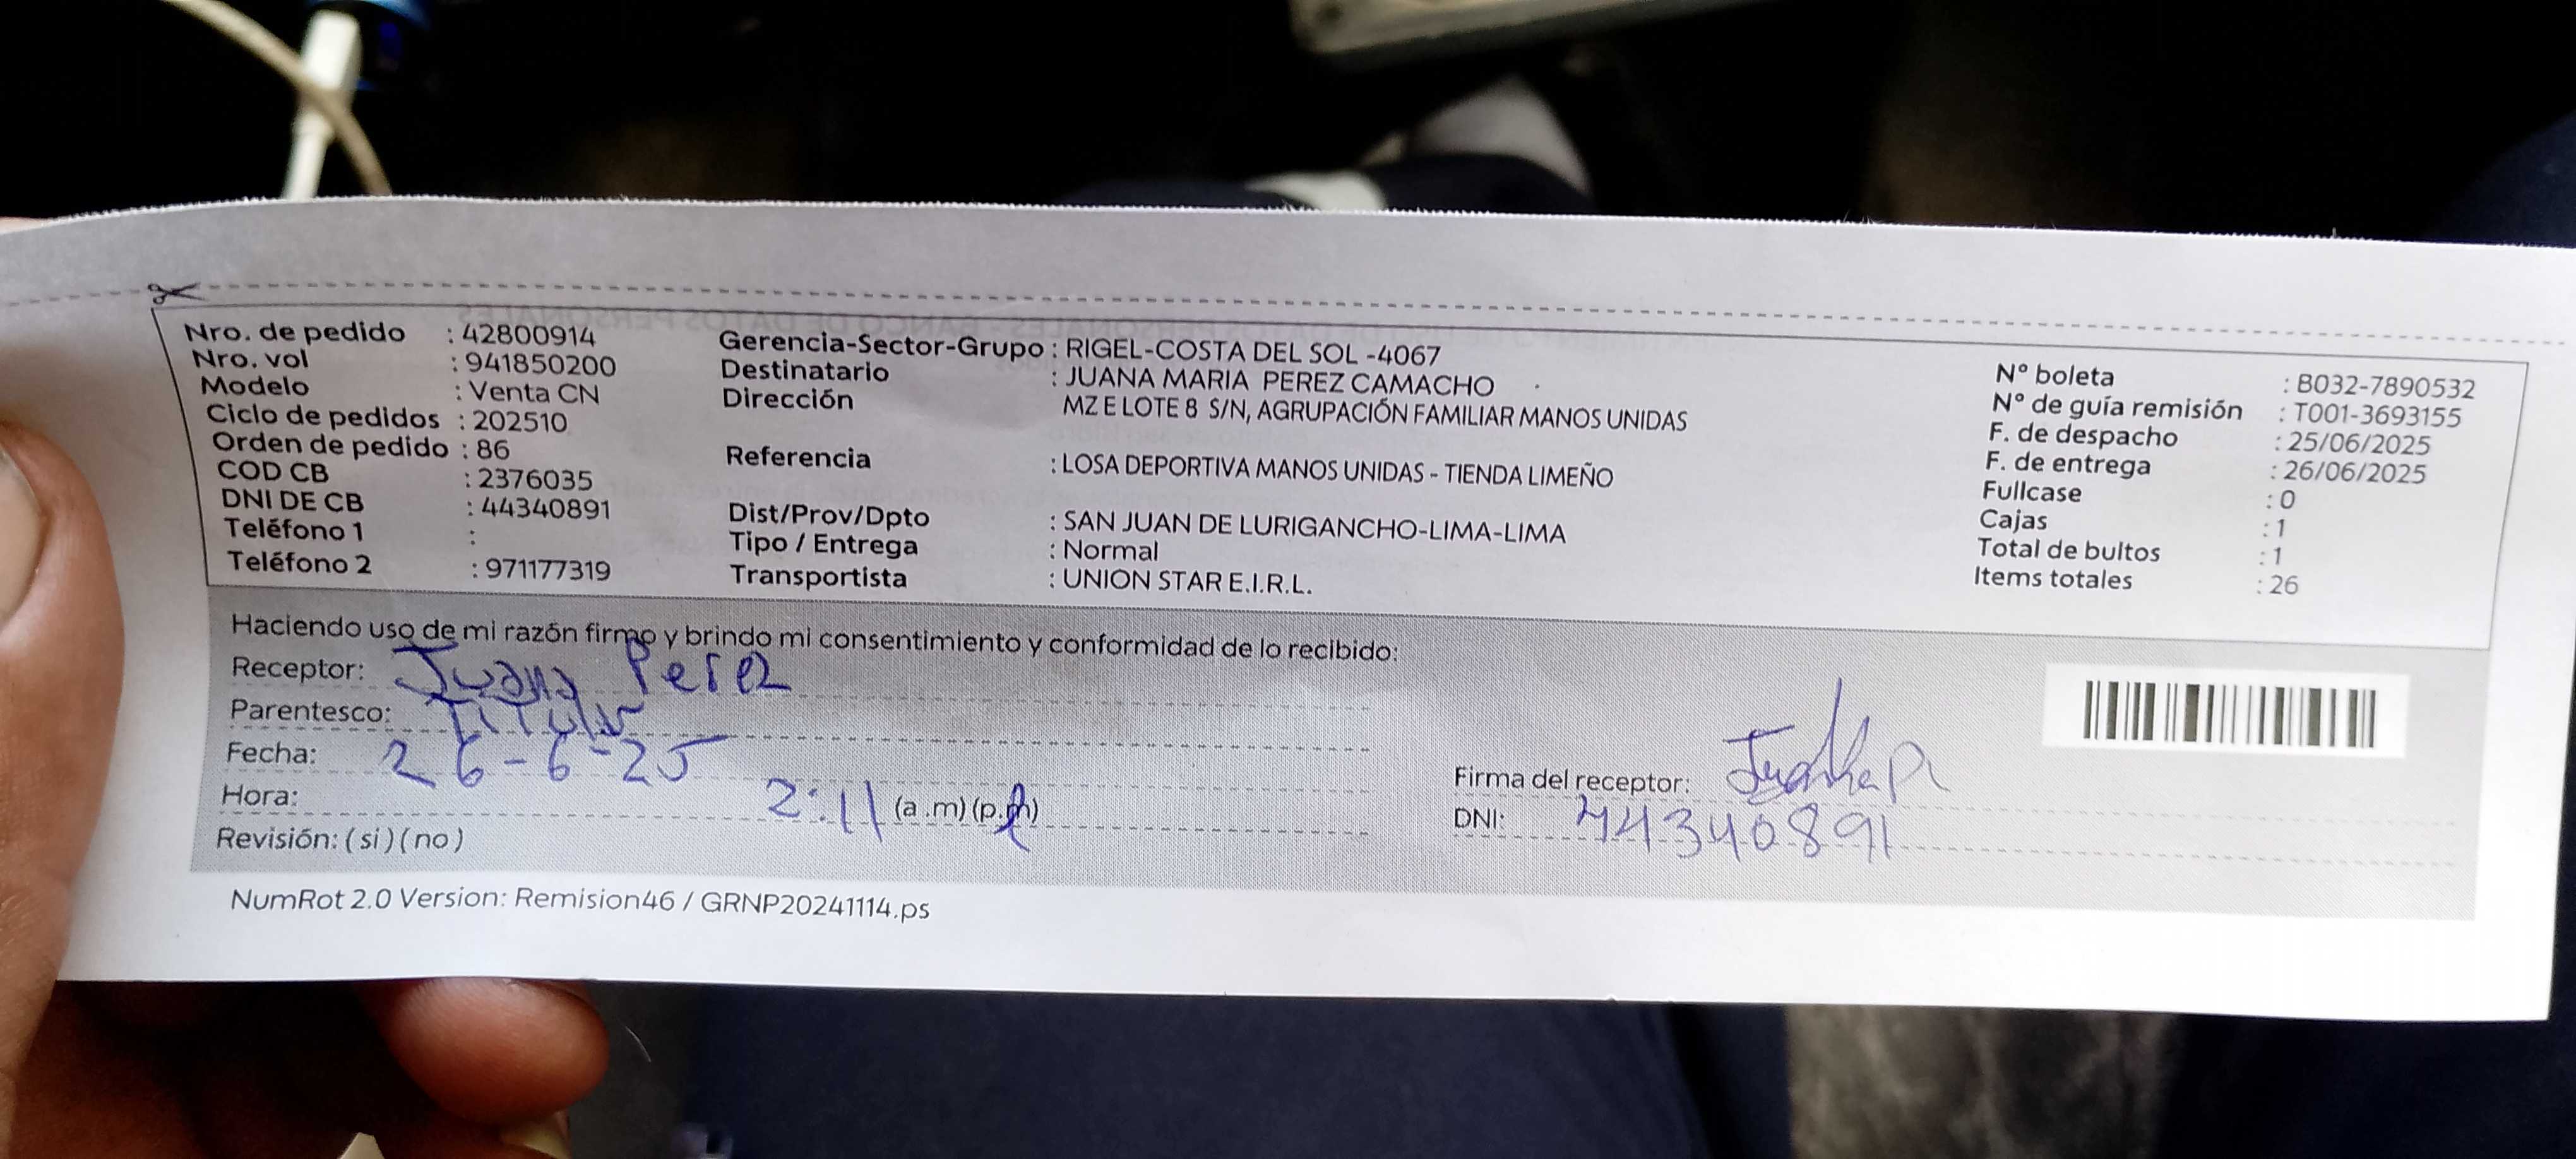 Nro. de pedido : 42800914
Nro. vol : 941850200
Modelo : Venta CN
Ciclo de pedidos : 202510
Orden de pedido : 86
COD CB : 2376035
DNI DE CB : 44340891
Teléfono 1 :
Teléfono 2 : 971177319
Gerencia-Sector-Grupo : RIGEL-COSTA DEL SOL -4067
Destinatario : JUANA MARIA PEREZ CAMACHO
Dirección MZ E LOTE 8 S/N, AGRUPACIÓN FAMILIAR MANOS UNIDAS
Referencia : LOSA DEPORTIVA MANOS UNIDAS - TIENDA LIMEÑO
Dist/Prov/Dpto : SAN JUAN DE LURIGANCHO-LIMA-LIMA
Tipo / Entrega : Normal
Transportista : UNION STAR E.I.R.L.
N° boleta : B032-7890532
N° de guía remisión : T001-3693155
F. de despacho : 25/06/2025
F. de entrega : 26/06/2025
Fullcase : 0
Cajas : 1
Total de bultos : 1
Items totales : 26
Haciendo uso de mi razón firmo y brindo mi consentimiento y conformidad de lo recibido:
Receptor: Juana Perez
Parentesco: Titular
Fecha: 26-6-25
Hora: 2:11 (a.m) (p.m)
Revisión: (si) (no)
Firma del receptor:
DNI: 44340891
NumRot 2.0 Version: Remision46 / GRNP20241114.ps